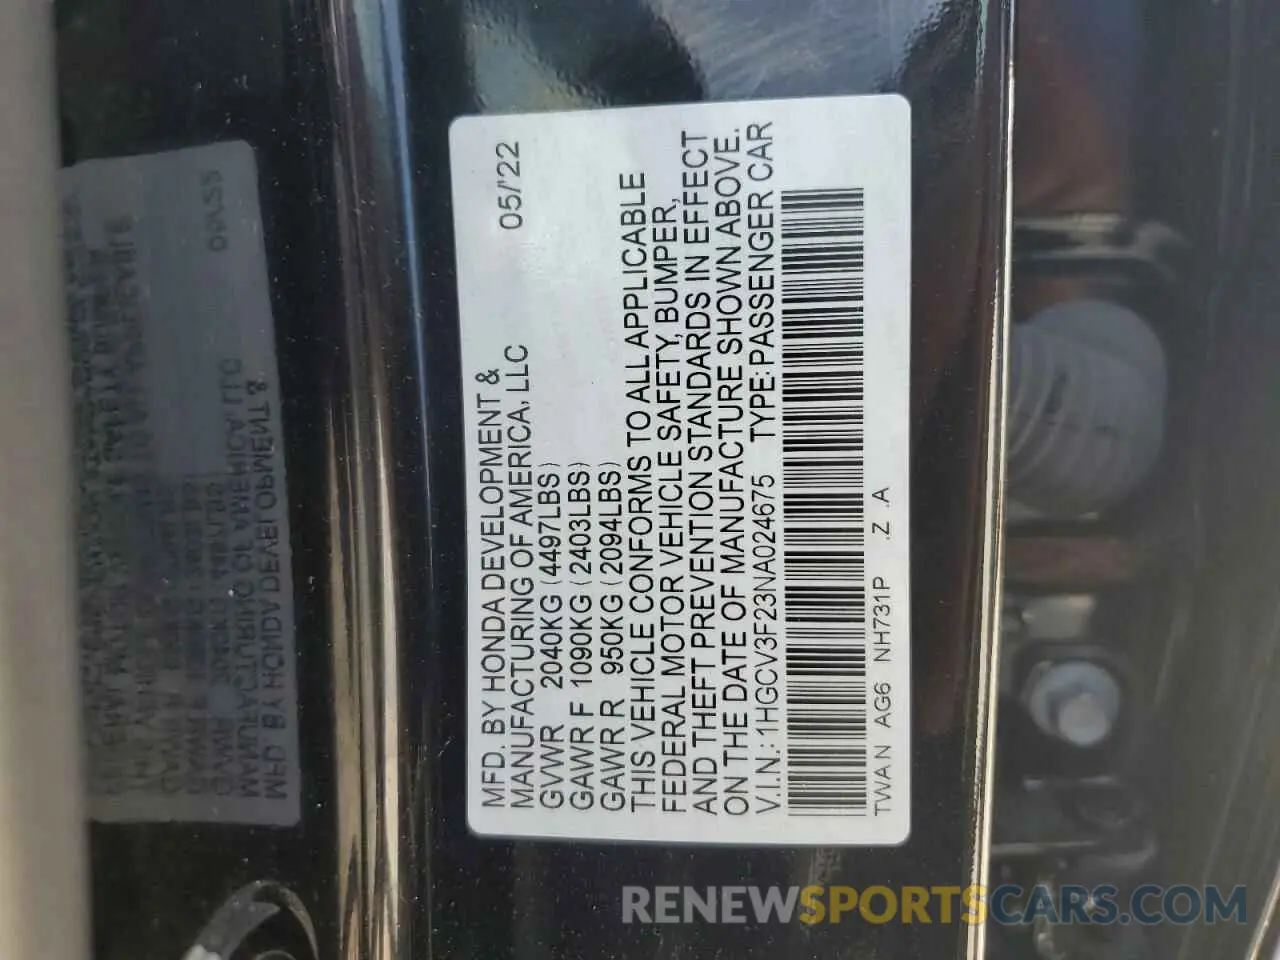 MFD. BY HONDA DEVELOPMENT &
MANUFACTURING OF AMERICA, LLC 05/'22
GVWR 2040KG (4497LBS)
GAWR F 1090KG (2403LBS)
GAWR R 950KG (2094LBS)
THIS VEHICLE CONFORMS TO ALL APPLICABLE
FEDERAL MOTOR VEHICLE SAFETY, BUMPER,
AND THEFT PREVENTION STANDARDS IN EFFECT
ON THE DATE OF MANUFACTURE SHOWN ABOVE.
V.I.N.: 1HGCV3F23NA024675 TYPE: PASSENGER CAR
TWAN AG6 NH731P .Z .A
RENEWSPORTSCARS.COM